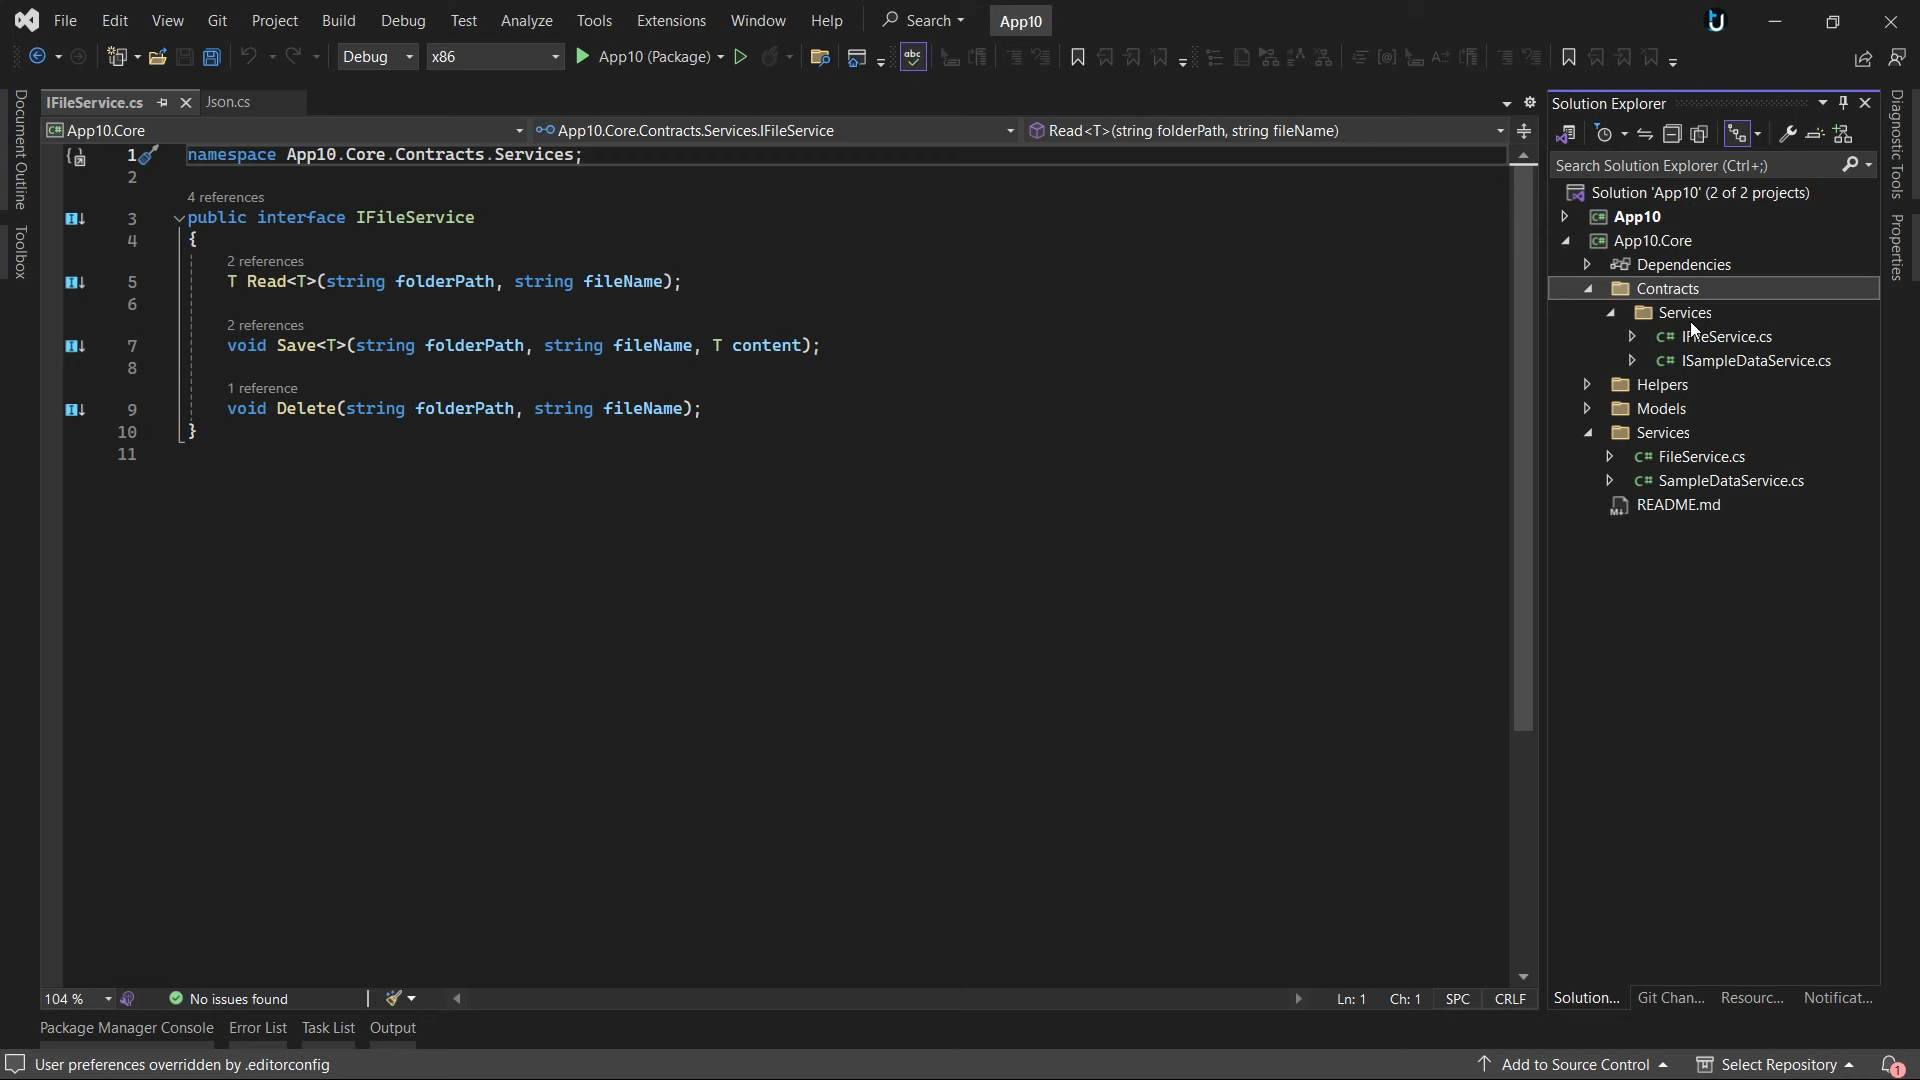 File Edit View Git Project Build Debug Test Analyze Tools Extensions Window Help Search App10
Debug x86 App10 (Package)
IFileService.cs Json.cs
App10.Core App10.Core.Contracts.Services.IFileService Read<T>(string folderPath, string fileName)
1 namespace App10.Core.Contracts.Services;
2
4 references
3 public interface IFileService
4 {
2 references
5 T Read<T>(string folderPath, string fileName);
6
2 references
7 void Save<T>(string folderPath, string fileName, T content);
8
1 reference
9 void Delete(string folderPath, string fileName);
10 }
11
104 % No issues found Ln: 1 Ch: 1 SPC CRLF
Package Manager Console Error List Task List Output
User preferences overridden by .editorconfig
Add to Source Control Select Repository 1
Document Outline
Toolbox
Solution Explorer
Search Solution Explorer (Ctrl+;)
Solution 'App10' (2 of 2 projects)
C# App10
C# App10.Core
Dependencies
Contracts
Services
C# IFileService.cs
C# ISampleDataService.cs
Helpers
Models
Services
C# FileService.cs
C# SampleDataService.cs
README.md
Solution... Git Chan... Resourc... Notificat...
Diagnostic Tools
Properties